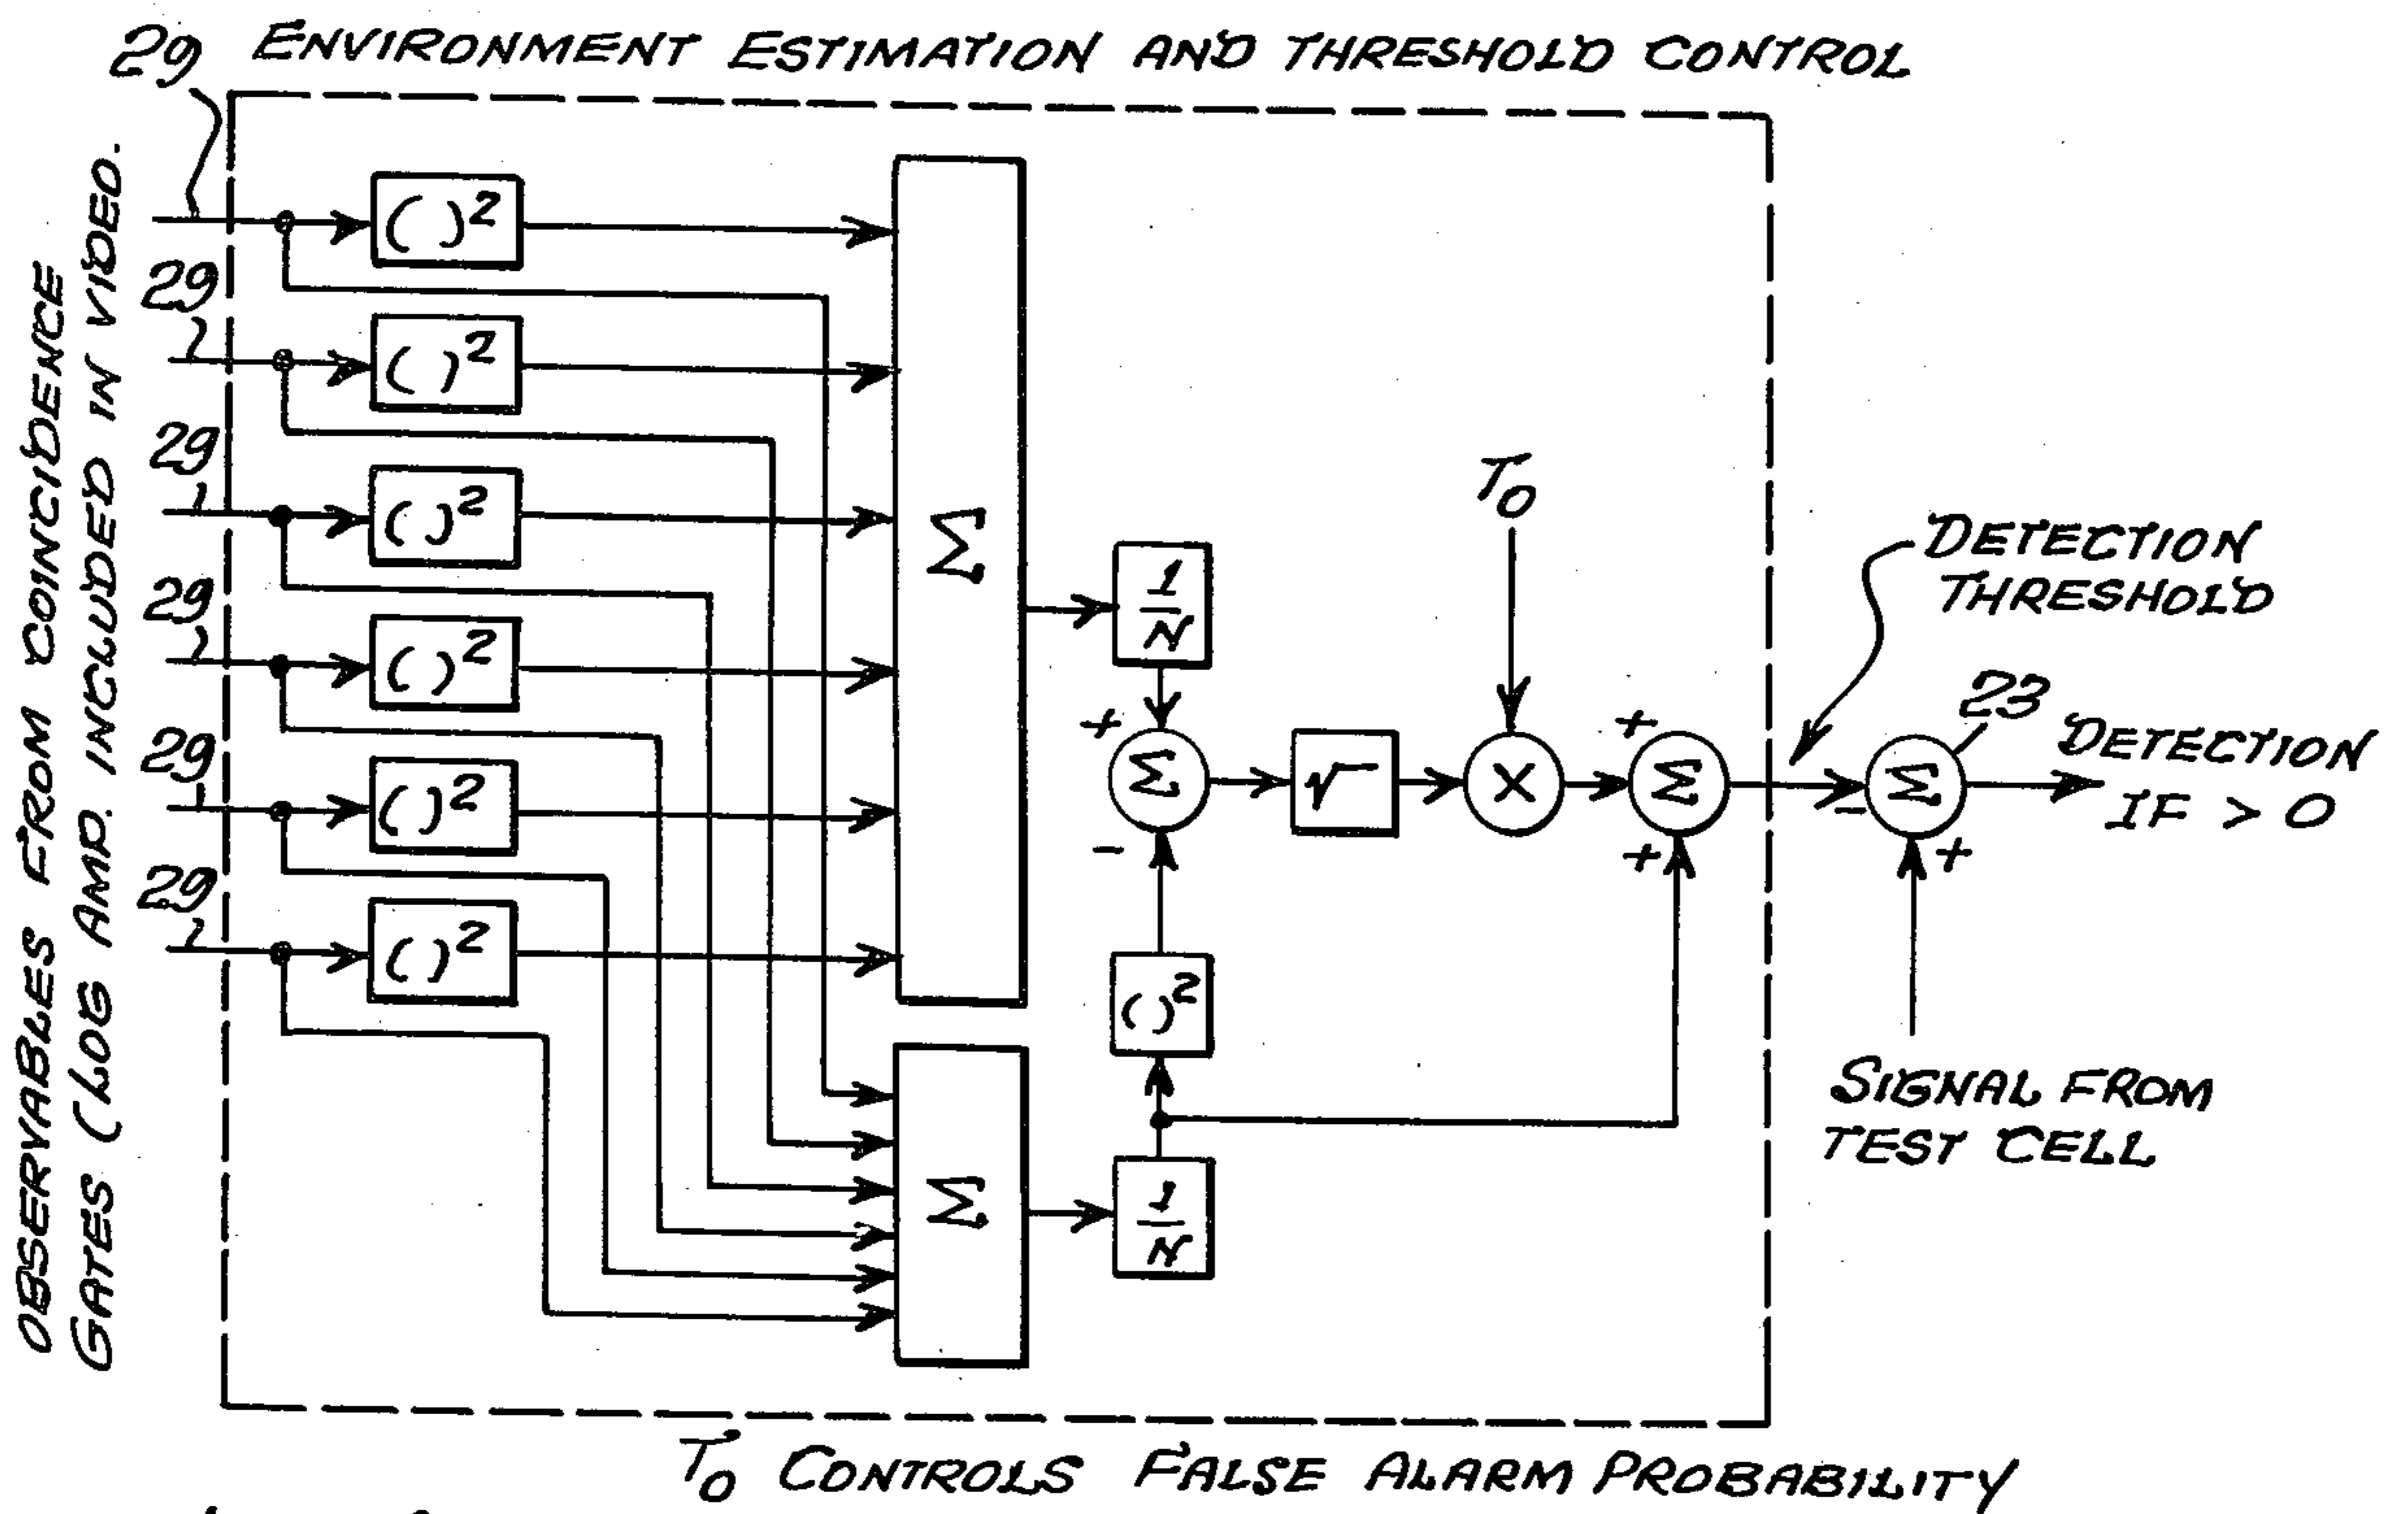 29 ENVIRONMENT ESTIMATION AND THRESHOLD CONTROL
OBSERVABLES FROM COINCIDENCE
GATES (LOG AMP. INCLUDED IN VIDEO.
( )²
29
( )²
29
( )²
29
( )²
29
( )²
29
( )²
Σ
1/N
T₀
+
Σ
-
√
X
+
Σ
+
DETECTION
THRESHOLD
23
-
Σ
+
DETECTION
IF > 0
( )²
SIGNAL FROM
TEST CELL
Σ
1/N
T₀ CONTROLS FALSE ALARM PROBABILITY